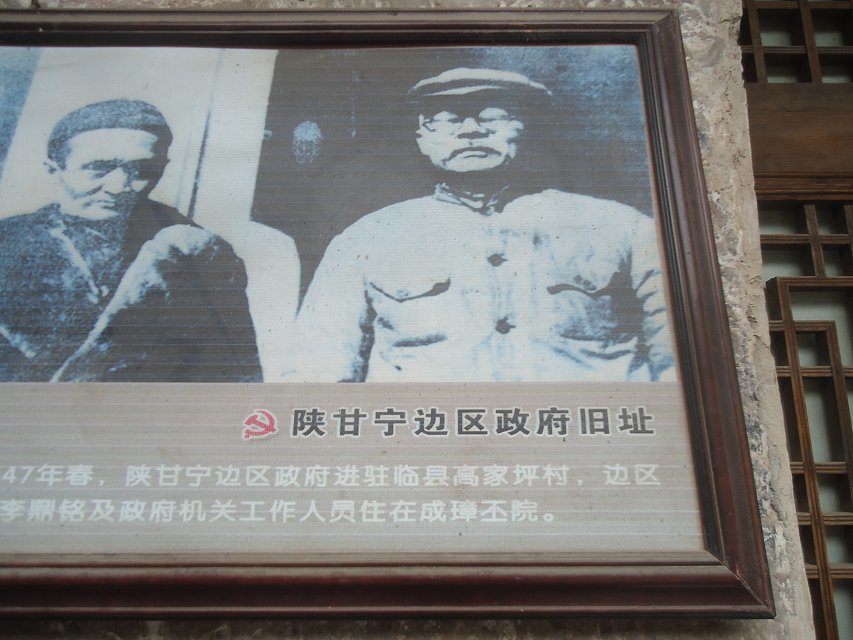 陕甘宁边区政府旧址
47年春，陕甘宁边区政府进驻临县高家坪村，边区
李鼎铭及政府机关工作人员住在成璋丕院。